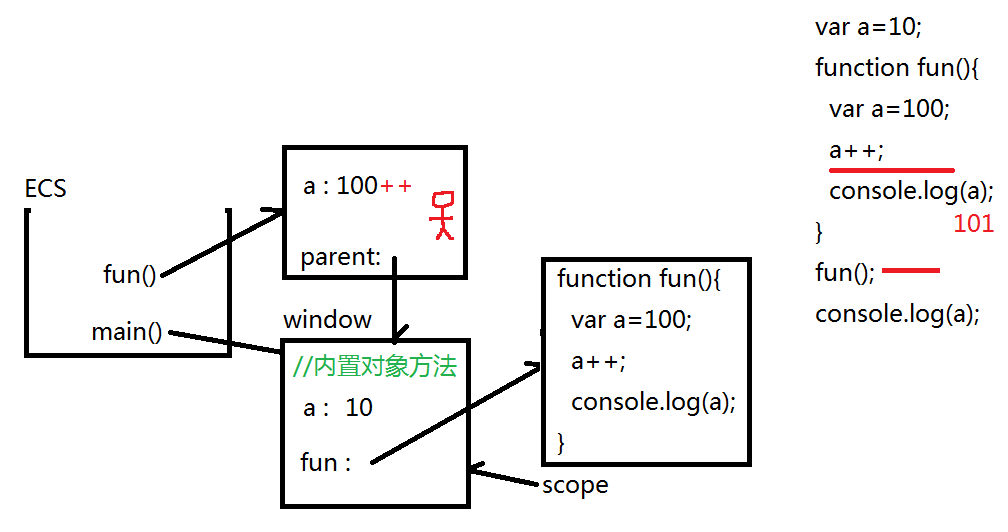 ECS
fun()
main()
a : 100++
parent:
window
//内置对象方法
a : 10
fun :
function fun(){
var a=100;
a++;
console.log(a);
}
scope
var a=10;
function fun(){
var a=100;
a++;
console.log(a);
101
}
fun();
console.log(a);